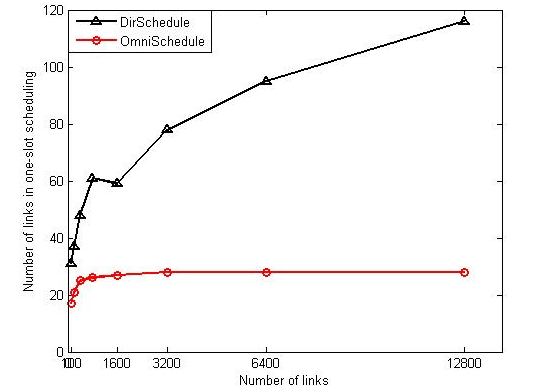 120
100
80
60
40
20
0
Number of links in one-slot scheduling
DirSchedule
OmniSchedule
1600
3200
6400
12800
Number of links